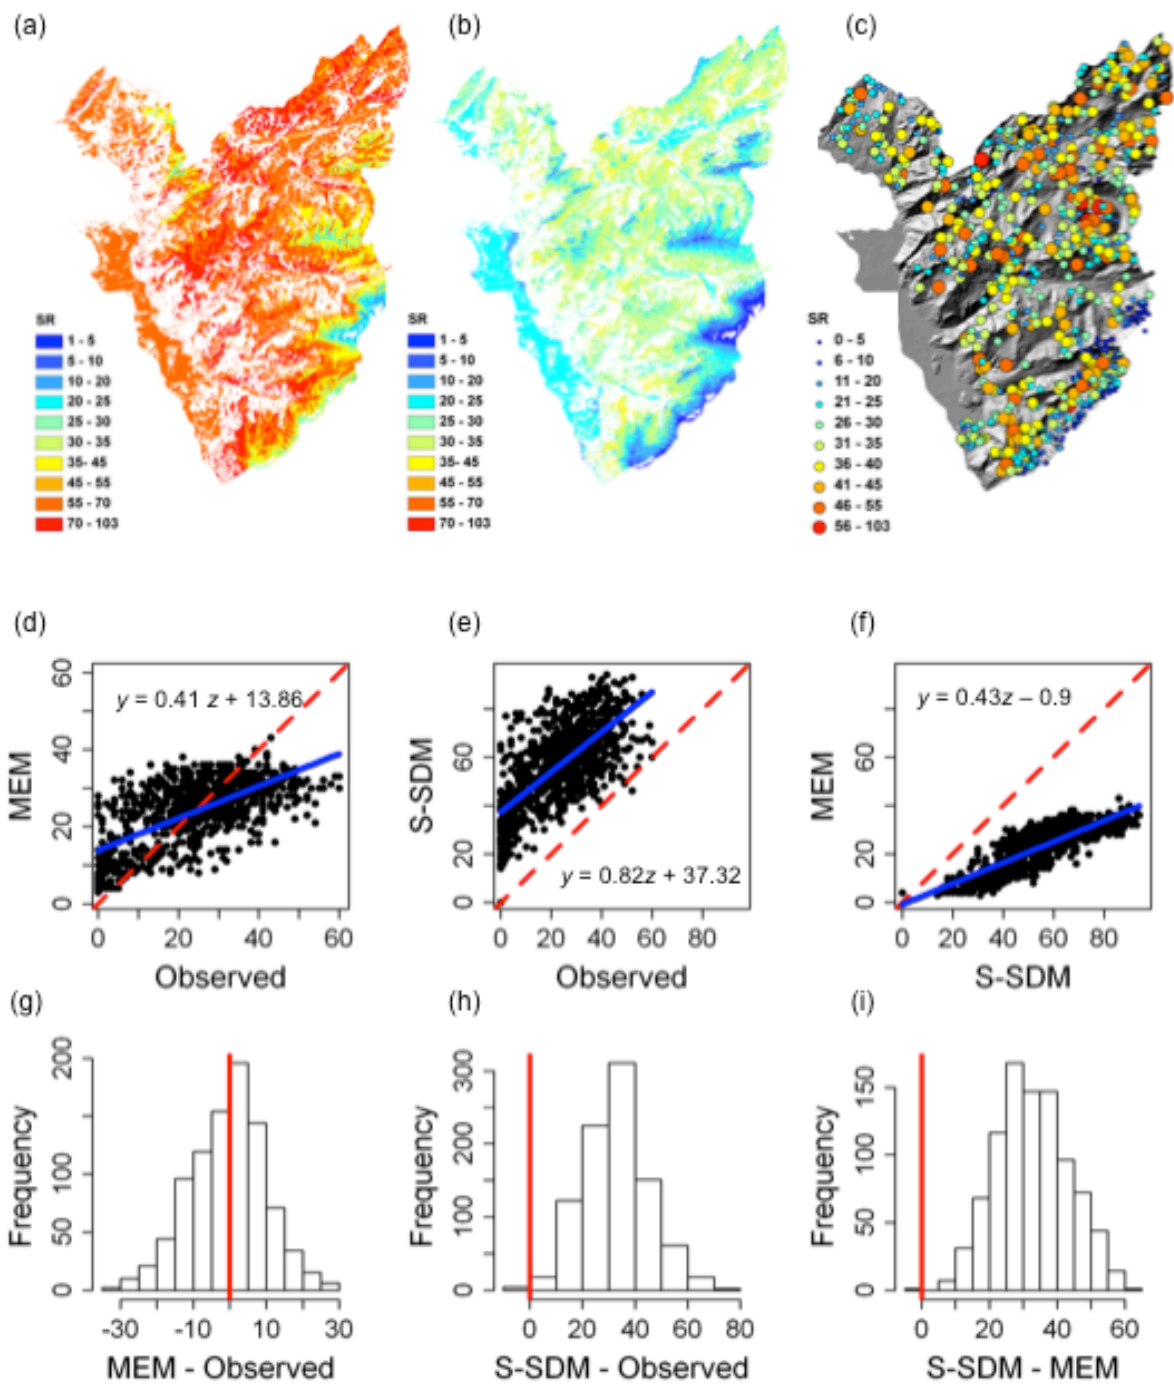 (a)
(b)
(c)
SR
1 - 5
5 - 10
10 - 20
20 - 25
25 - 30
30 - 35
35- 45
45 - 55
55 - 70
70 - 103
SR
1 - 5
5 - 10
10 - 20
20 - 25
25 - 30
30 - 35
35- 45
45 - 55
55 - 70
70 - 103
SR
0 - 5
6 - 10
11 - 20
21 - 25
26 - 30
31 - 35
36 - 40
41 - 45
46 - 55
56 - 103
(d)
y = 0.41 z + 13.86
MEM
0 20 40 60
0 20 40 60
Observed
(e)
y = 0.82z + 37.32
S-SDM
0 20 60
0 20 40 60 80
Observed
(f)
y = 0.43z – 0.9
MEM
0 20 60
0 20 40 60 80
S-SDM
(g)
Frequency
0 50 100 200
-30 -10 10 30
MEM - Observed
(h)
Frequency
0 100 200 300
0 20 40 60 80
S-SDM - Observed
(i)
Frequency
0 50 100 150
0 20 40 60
S-SDM - MEM